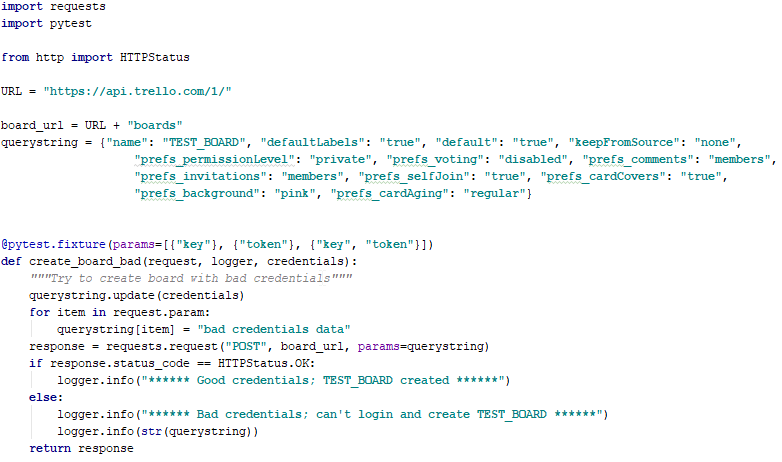 import requests
import pytest
from http import HTTPStatus
URL = "https://api.trello.com/1/"
board_url = URL + "boards"
querystring = {"name": "TEST_BOARD", "defaultLabels": "true", "default": "true", "keepFromSource": "none",
"prefs_permissionLevel": "private", "prefs_voting": "disabled", "prefs_comments": "members",
"prefs_invitations": "members", "prefs_selfJoin": "true", "prefs_cardCovers": "true",
"prefs_background": "pink", "prefs_cardAging": "regular"}
@pytest.fixture(params=[{"key"}, {"token"}, {"key", "token"}])
def create_board_bad(request, logger, credentials):
"""Try to create board with bad credentials"""
querystring.update(credentials)
for item in request.param:
querystring[item] = "bad credentials data"
response = requests.request("POST", board_url, params=querystring)
if response.status_code == HTTPStatus.OK:
logger.info("****** Good credentials; TEST_BOARD created ******")
else:
logger.info("****** Bad credentials; can't login and create TEST_BOARD ******")
logger.info(str(querystring))
return response